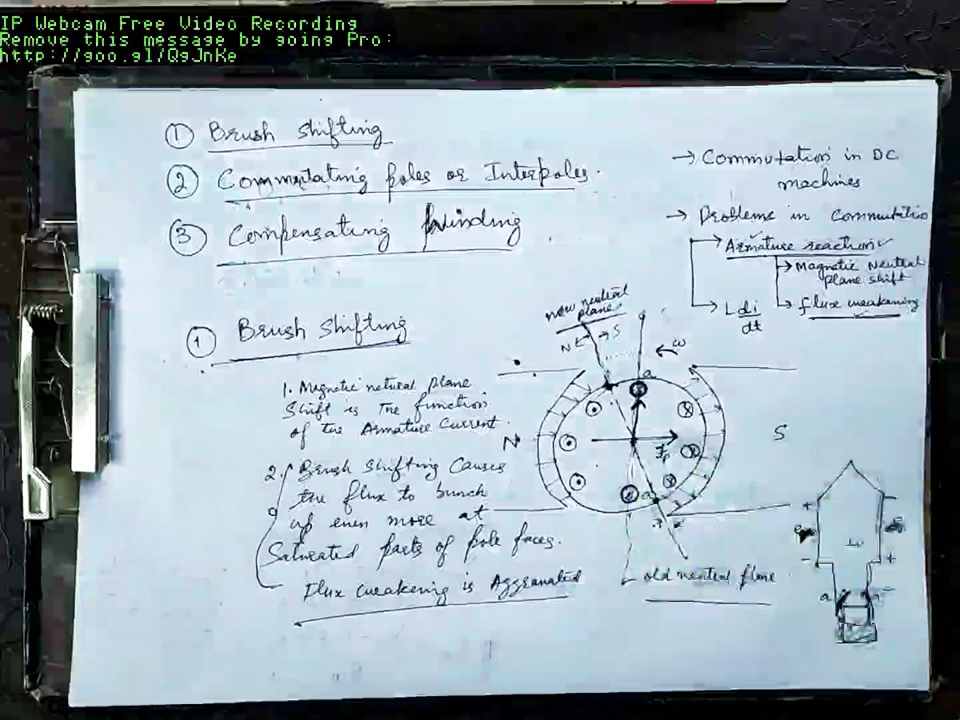 IP Webcam Free Video Recording
Remove this message by going Pro:
http://goo.gl/QgJnKe
① Brush shifting
② Commutating poles or Interpoles.
③ Compensating winding
→ Commutation in DC
machines
→ Problems in Commutatio
→ Armature reaction
→ Magnetic Neutral
plane shift
→ flux weakening
→ L di/dt
① Brush shifting
1. Magnetic netural plane
shift is the function
of the Armature Current.
2. Brush shifting Causes
the flux to bunch
up even more at
Saturated parts of pole faces.
Flux weakening is Aggravated
new neutral
plane.
N
S
ω
a
N
S
a
old neutral plane
+
-
-
+
a